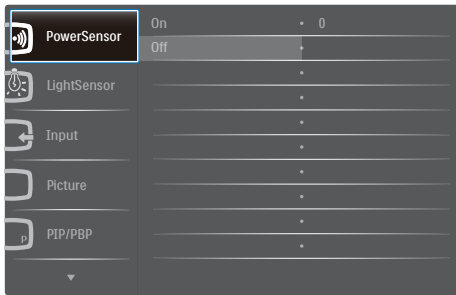 PowerSensor
On • 0
Off •
LightSensor
Input
Picture
P
PIP/PBP